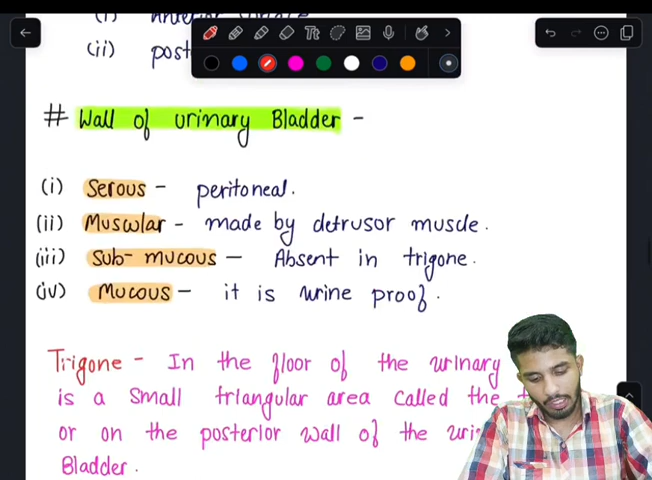 (ii) post
# Wall of urinary Bladder -
(i) Serous - peritoneal.
(ii) Muscular - made by detrusor muscle.
(iii) Sub-mucous - Absent in trigone.
(iv) Mucous - it is urine proof.
Trigone - In the floor of the urinary
is a small triangular area called the
or on the posterior wall of the
Bladder.